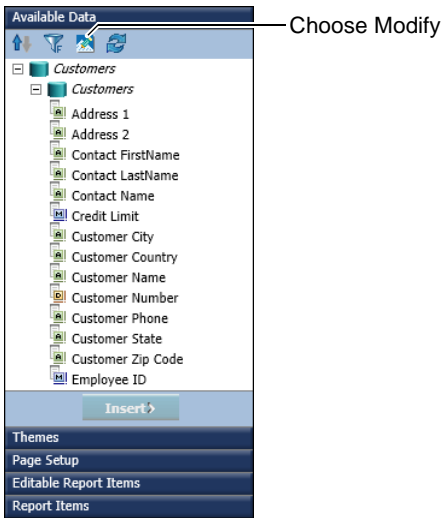 Available Data
Choose Modify
Customers
Customers
Address 1
Address 2
Contact FirstName
Contact LastName
Contact Name
Credit Limit
Customer City
Customer Country
Customer Name
Customer Number
Customer Phone
Customer State
Customer Zip Code
Employee ID
Insert
Themes
Page Setup
Editable Report Items
Report Items